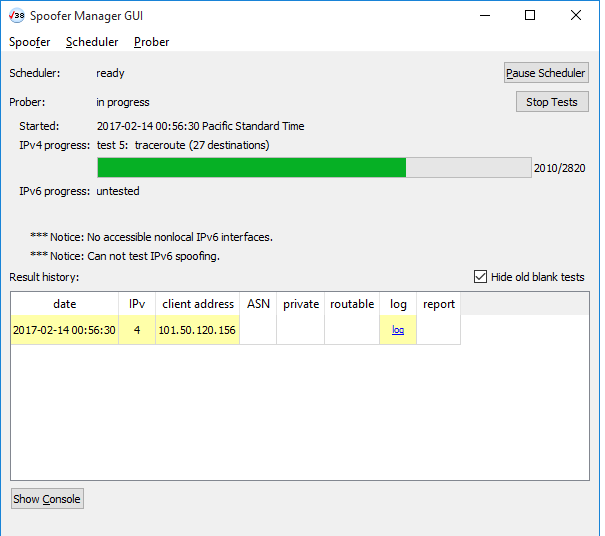 Spoofer Manager GUI
Spoofer Scheduler Prober
Scheduler: ready Pause Scheduler
Prober: in progress Stop Tests
Started: 2017-02-14 00:56:30 Pacific Standard Time
IPv4 progress: test 5: traceroute (27 destinations)
2010/2820
IPv6 progress: untested
*** Notice: No accessible nonlocal IPv6 interfaces.
*** Notice: Can not test IPv6 spoofing.
Result history: Hide old blank tests
date IPv client address ASN private routable log report
2017-02-14 00:56:30 4 101.50.120.156 log
Show Console